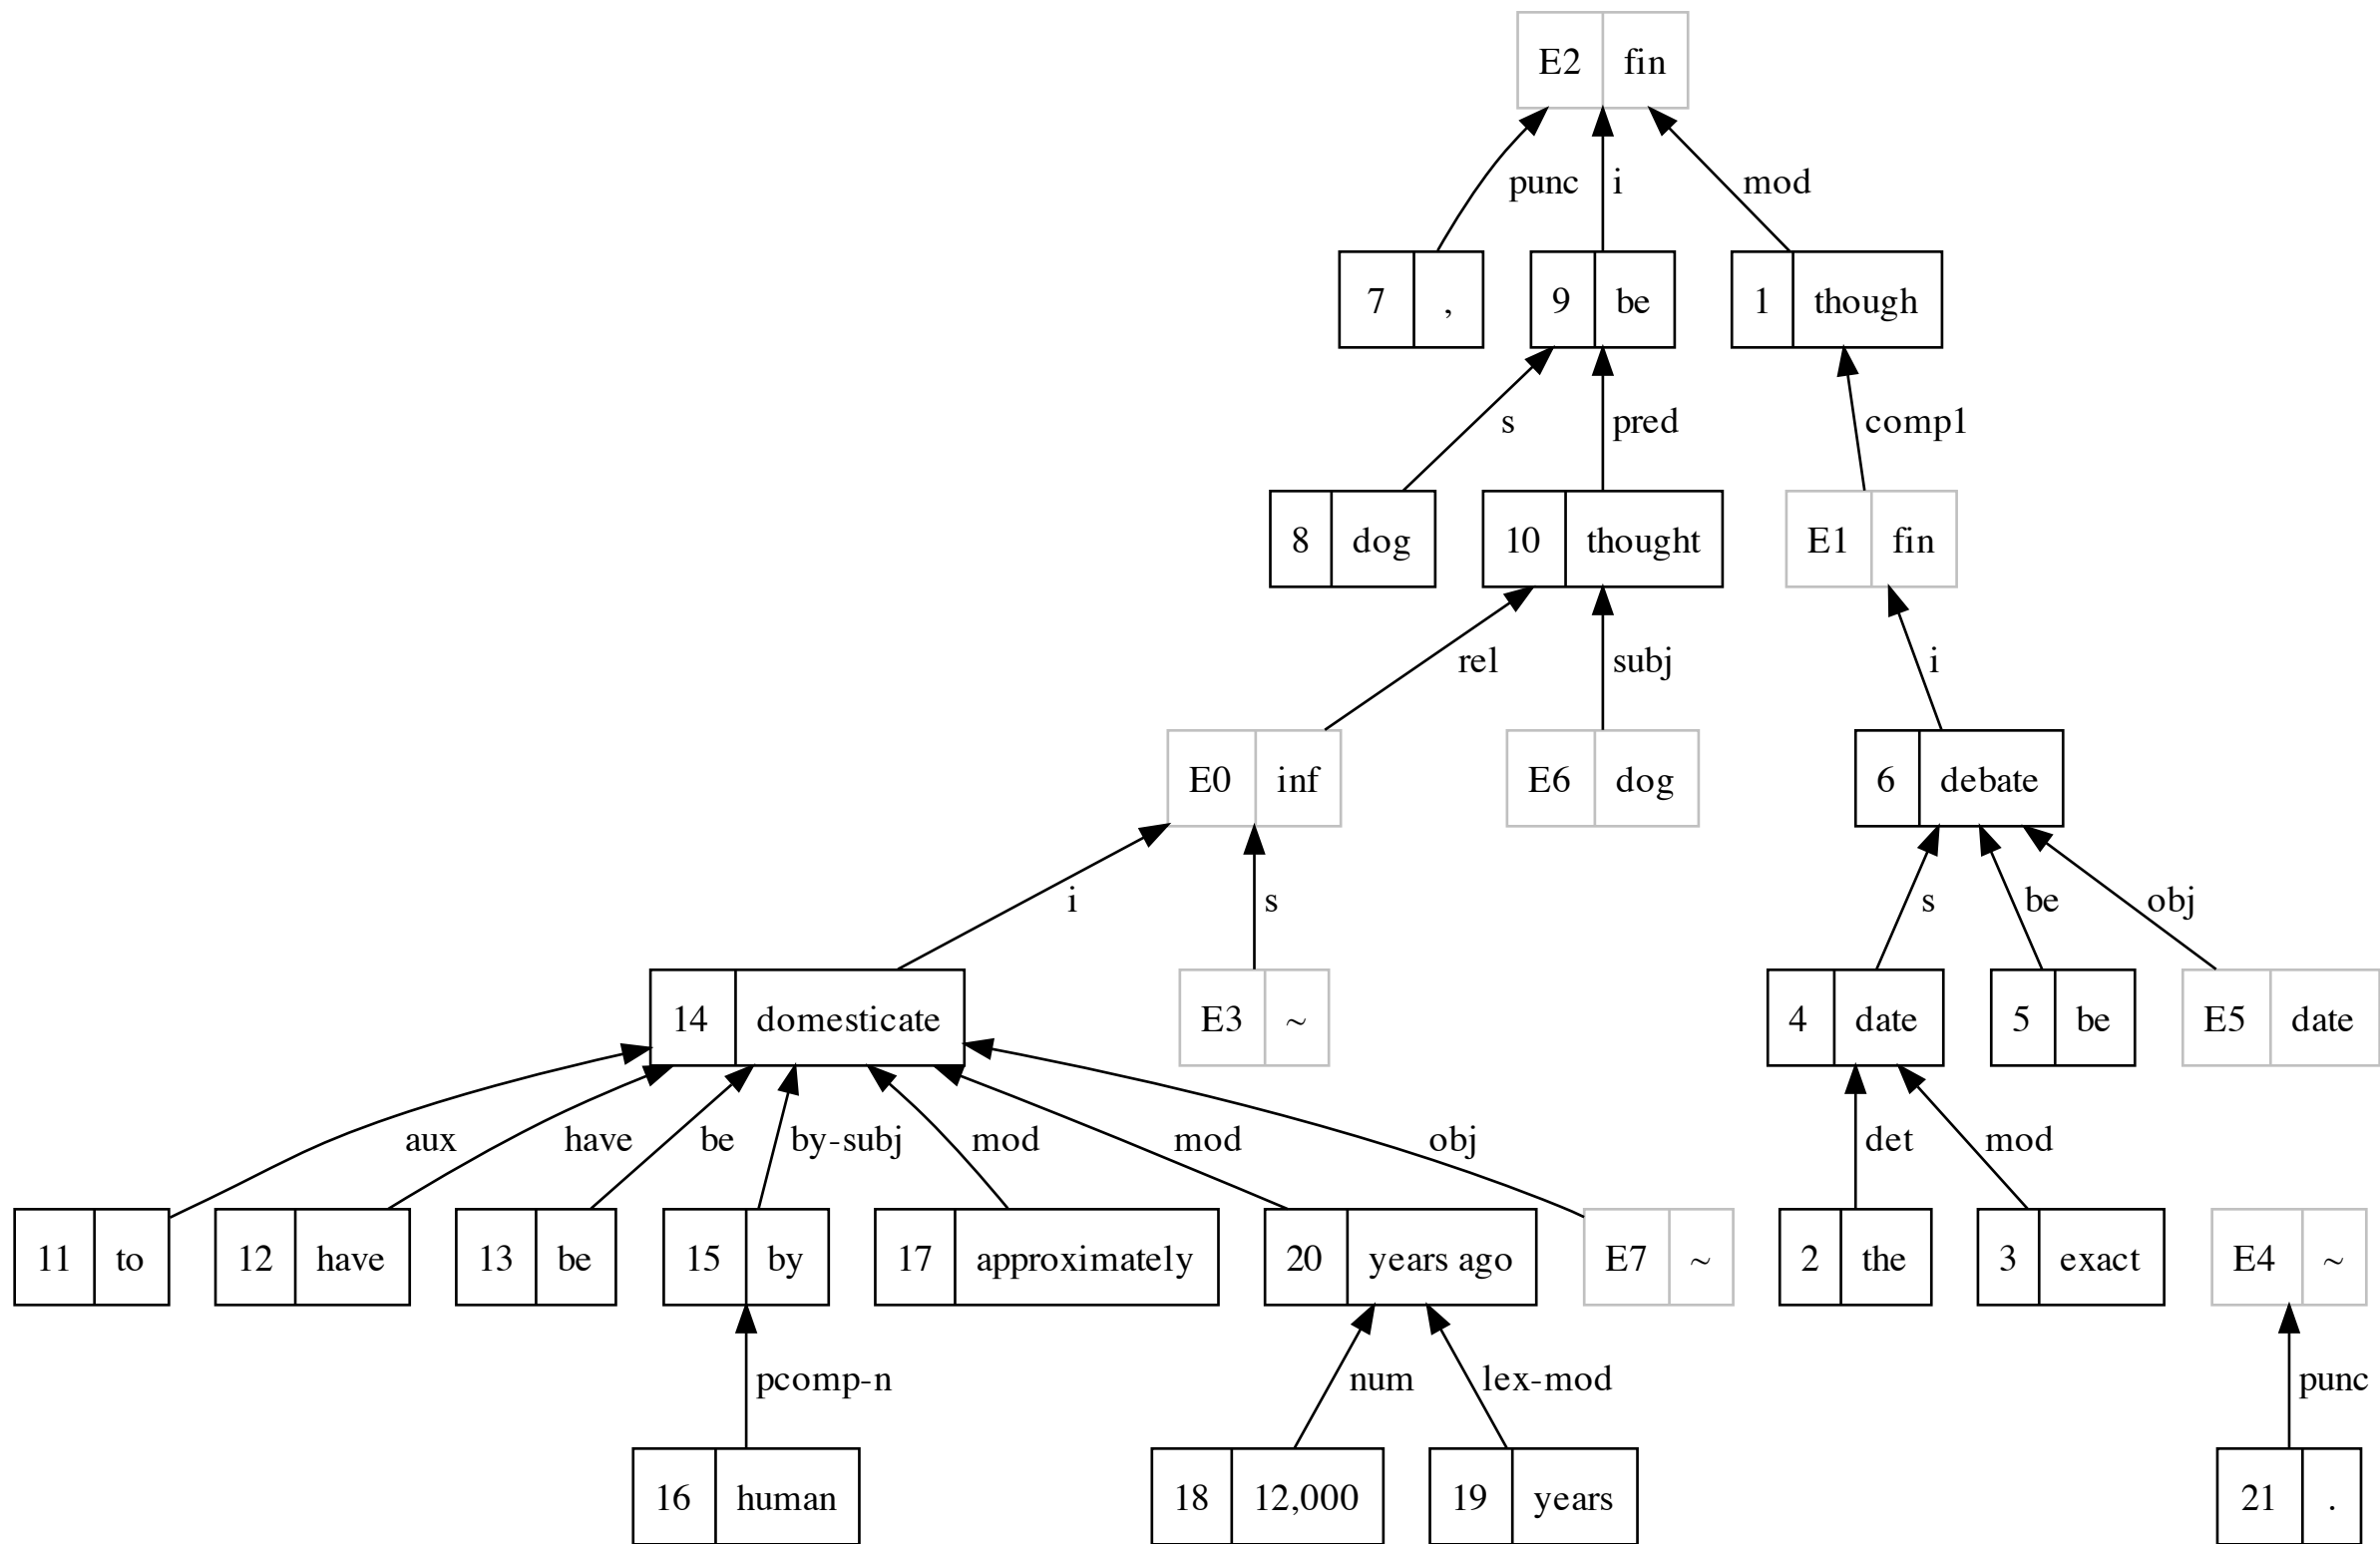 E2 fin
punc i mod
7 , 9 be 1 though
s pred comp1
8 dog 10 thought E1 fin
rel subj i
E0 inf E6 dog 6 debate
i s s be obj
14 domesticate E3 ~ 4 date 5 be E5 date
aux have be by-subj mod mod obj det mod
11 to 12 have 13 be 15 by 17 approximately 20 years ago E7 ~ 2 the 3 exact E4 ~
pcomp-n num lex-mod punc
16 human 18 12,000 19 years 21 .